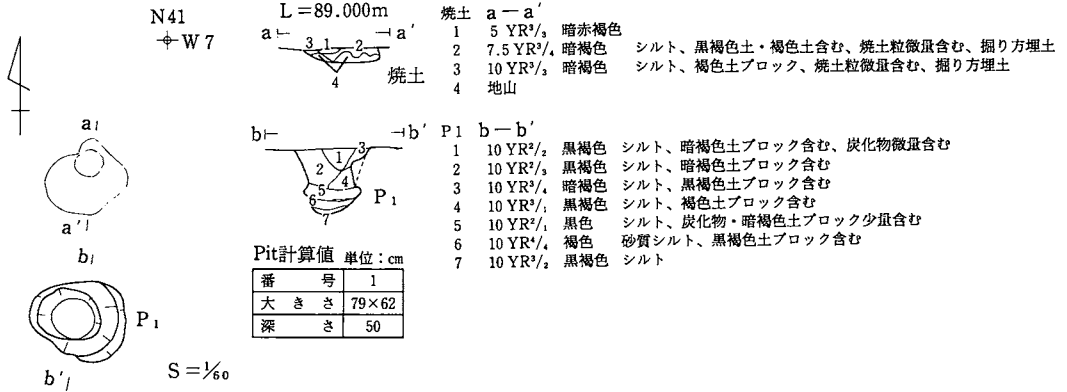 N41
W7
L=89.000m
a a′
3 1 2
4
焼土
焼土 a—a′
1 5 YR³/₃ 暗赤褐色
2 7.5 YR³/₄ 暗褐色 シルト、黒褐色土・褐色土含む、焼土粒微量含む、掘り方埋土
3 10 YR³/₃ 暗褐色 シルト、褐色土ブロック、焼土粒微量含む、掘り方埋土
4 地山
a
a′
b b′
3
1
2
4
5
6
7
P₁
P1 b—b′
1 10 YR²/₂ 黒褐色 シルト、暗褐色土ブロック含む、炭化物微量含む
2 10 YR²/₃ 黒褐色 シルト、暗褐色土ブロック含む
3 10 YR³/₄ 暗褐色 シルト、黒褐色土ブロック含む
4 10 YR³/₁ 黒褐色 シルト、褐色土ブロック含む
5 10 YR²/₁ 黒色 シルト、炭化物・暗褐色土ブロック少量含む
6 10 YR⁴/₄ 褐色 砂質シルト、黒褐色土ブロック含む
7 10 YR³/₂ 黒褐色 シルト
b
P₁
b′
S=1/60
Pit計算値 単位:cm
番号 1
大きさ 79×62
深さ 50